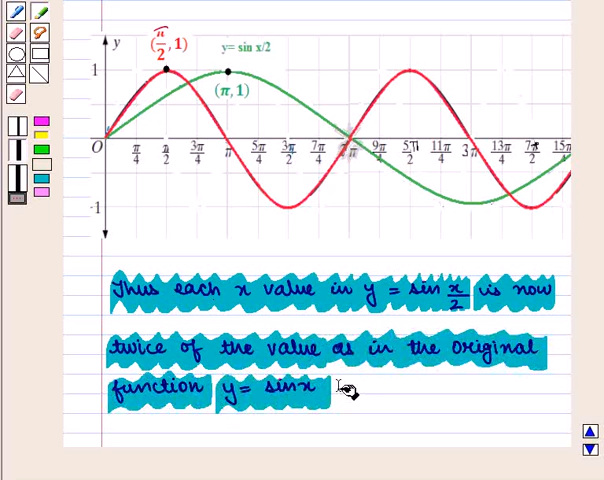 y
(π/2, 1)
y= sin x/2
1
(π, 1)
O π/4 π/2 3π/4 π 5π/4 3π/2 7π/4 2π 9π/4 5π/2 11π/4 3π 13π/4 7π/2 15π/4
-1
Thus each x value in y = sin x/2 is now
twice of the value as in the original
function y= sinx